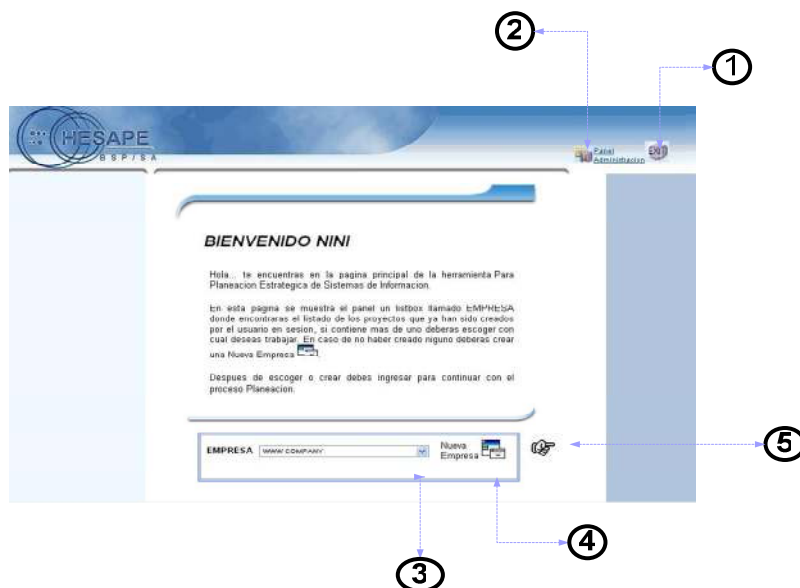 2
1
HESAPE
BSP/SA
Panel
Administracion
EXIT
BIENVENIDO NINI
Hola... te encuentras en la pagina principal de la herramienta Para
Planeacion Estrategica de Sistemas de Informacion.
En esta pagina se muestra el panel un listbox llamado EMPRESA
donde encontraras el listado de los proyectos que ya han sido creados
por el usuario en sesion, si contiene mas de uno deberas escoger con
cual deseas trabajar. En caso de no haber creado niguno deberas crear
una Nueva Empresa
Despues de escoger o crear debes ingresar para continuar con el
proceso Planeacion.
EMPRESA WWW COMPANY Nueva
Empresa
5
4
3